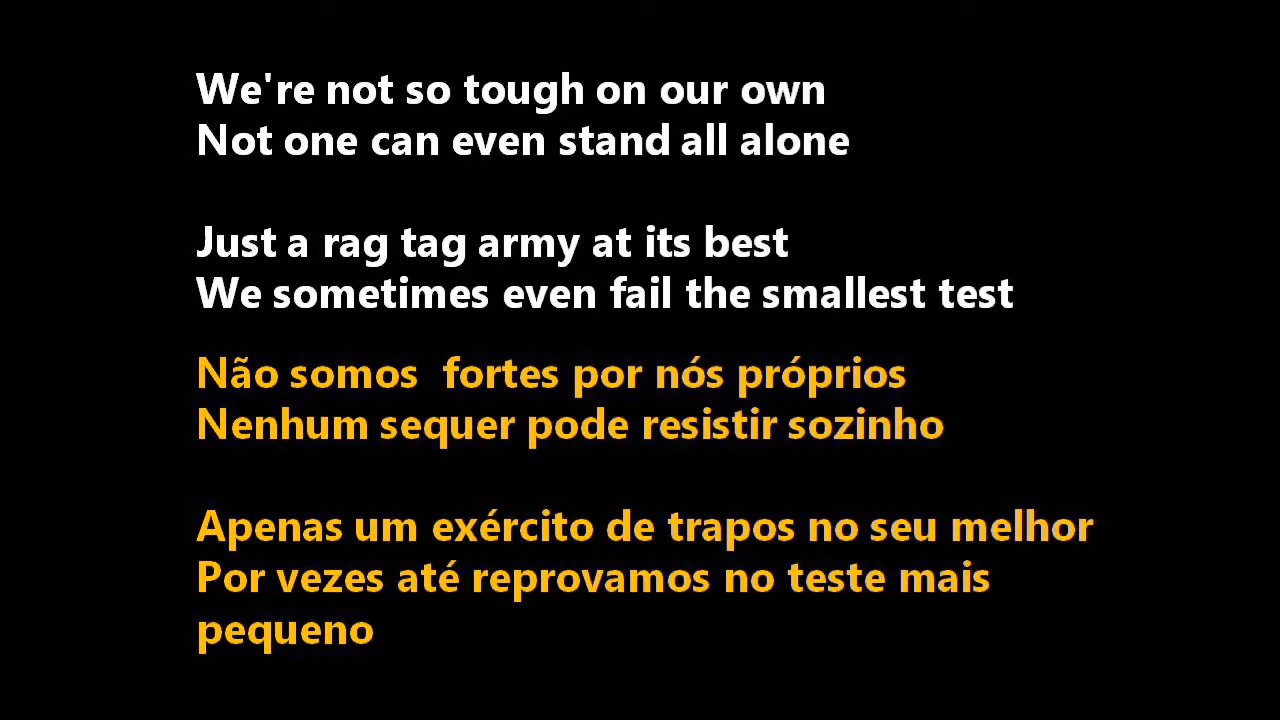 We're not so tough on our own
Not one can even stand all alone
Just a rag tag army at its best
We sometimes even fail the smallest test
Não somos  fortes por nós próprios
Nenhum sequer pode resistir sozinho
Apenas um exército de trapos no seu melhor
Por vezes até reprovamos no teste mais
pequeno